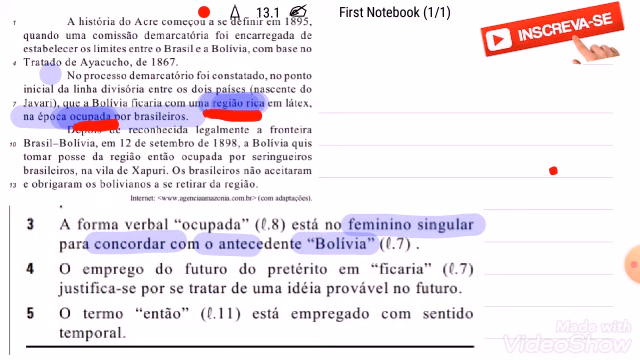 13.1 First Notebook (1/1)
INSCREVA-SE
1 A história do Acre começou a se definir em 1895,
quando uma comissão demarcatória foi encarregada de
estabelecer os limites entre o Brasil e a Bolívia, com base no
4 Tratado de Ayacucho, de 1867.
No processo demarcatório foi constatado, no ponto
inicial da linha divisória entre os dois países (nascente do
7 Javari), que a Bolívia ficaria com uma região rica em látex,
na época ocupada por brasileiros.
Depois de reconhecida legalmente a fronteira
10 Brasil–Bolívia, em 12 de setembro de 1898, a Bolívia quis
tomar posse da região então ocupada por seringueiros
brasileiros, na vila de Xapuri. Os brasileiros não aceitaram
13 e obrigaram os bolivianos a se retirar da região.
Internet: <www.agenciaamazonia.com.br> (com adaptações).
3 A forma verbal “ocupada” (ℓ.8) está no feminino singular
para concordar com o antecedente “Bolívia” (ℓ.7) .
4 O emprego do futuro do pretérito em “ficaria” (ℓ.7)
justifica-se por se tratar de uma idéia provável no futuro.
5 O termo “então” (ℓ.11) está empregado com sentido
temporal.
Made with
VideoShow